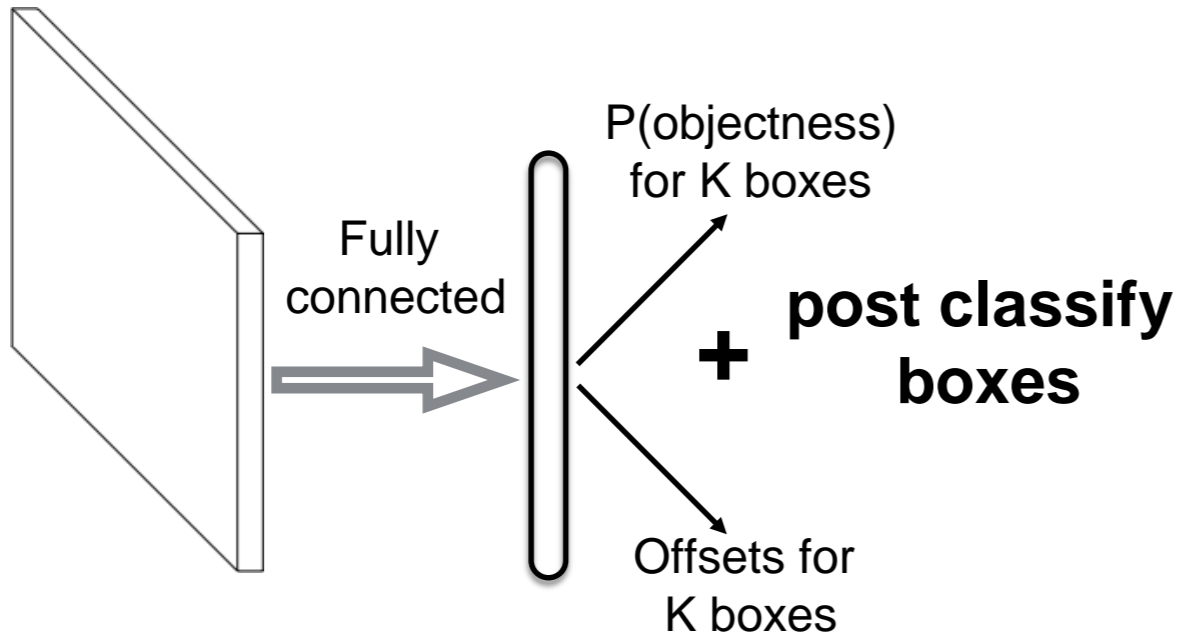 Fully
connected
P(objectness)
for K boxes
+
post classify
boxes
Offsets for
K boxes